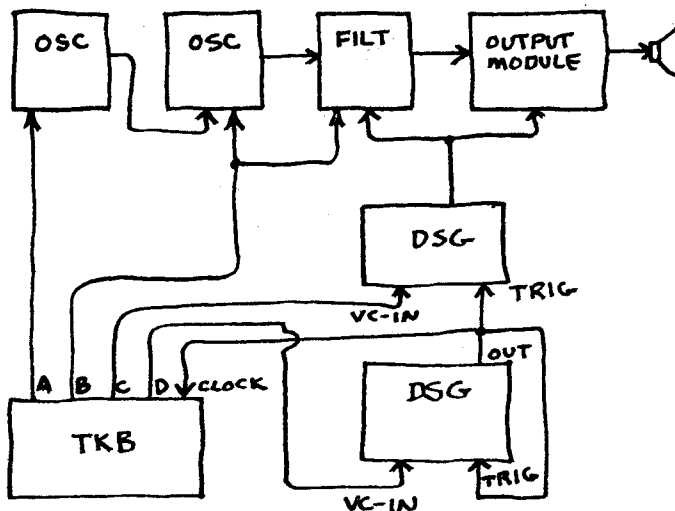 OSC
OSC
FILT
OUTPUT
MODULE
DSG
VC-IN
TRIG
A B C D CLOCK
OUT
TKB
DSG
TRIG
VC-IN